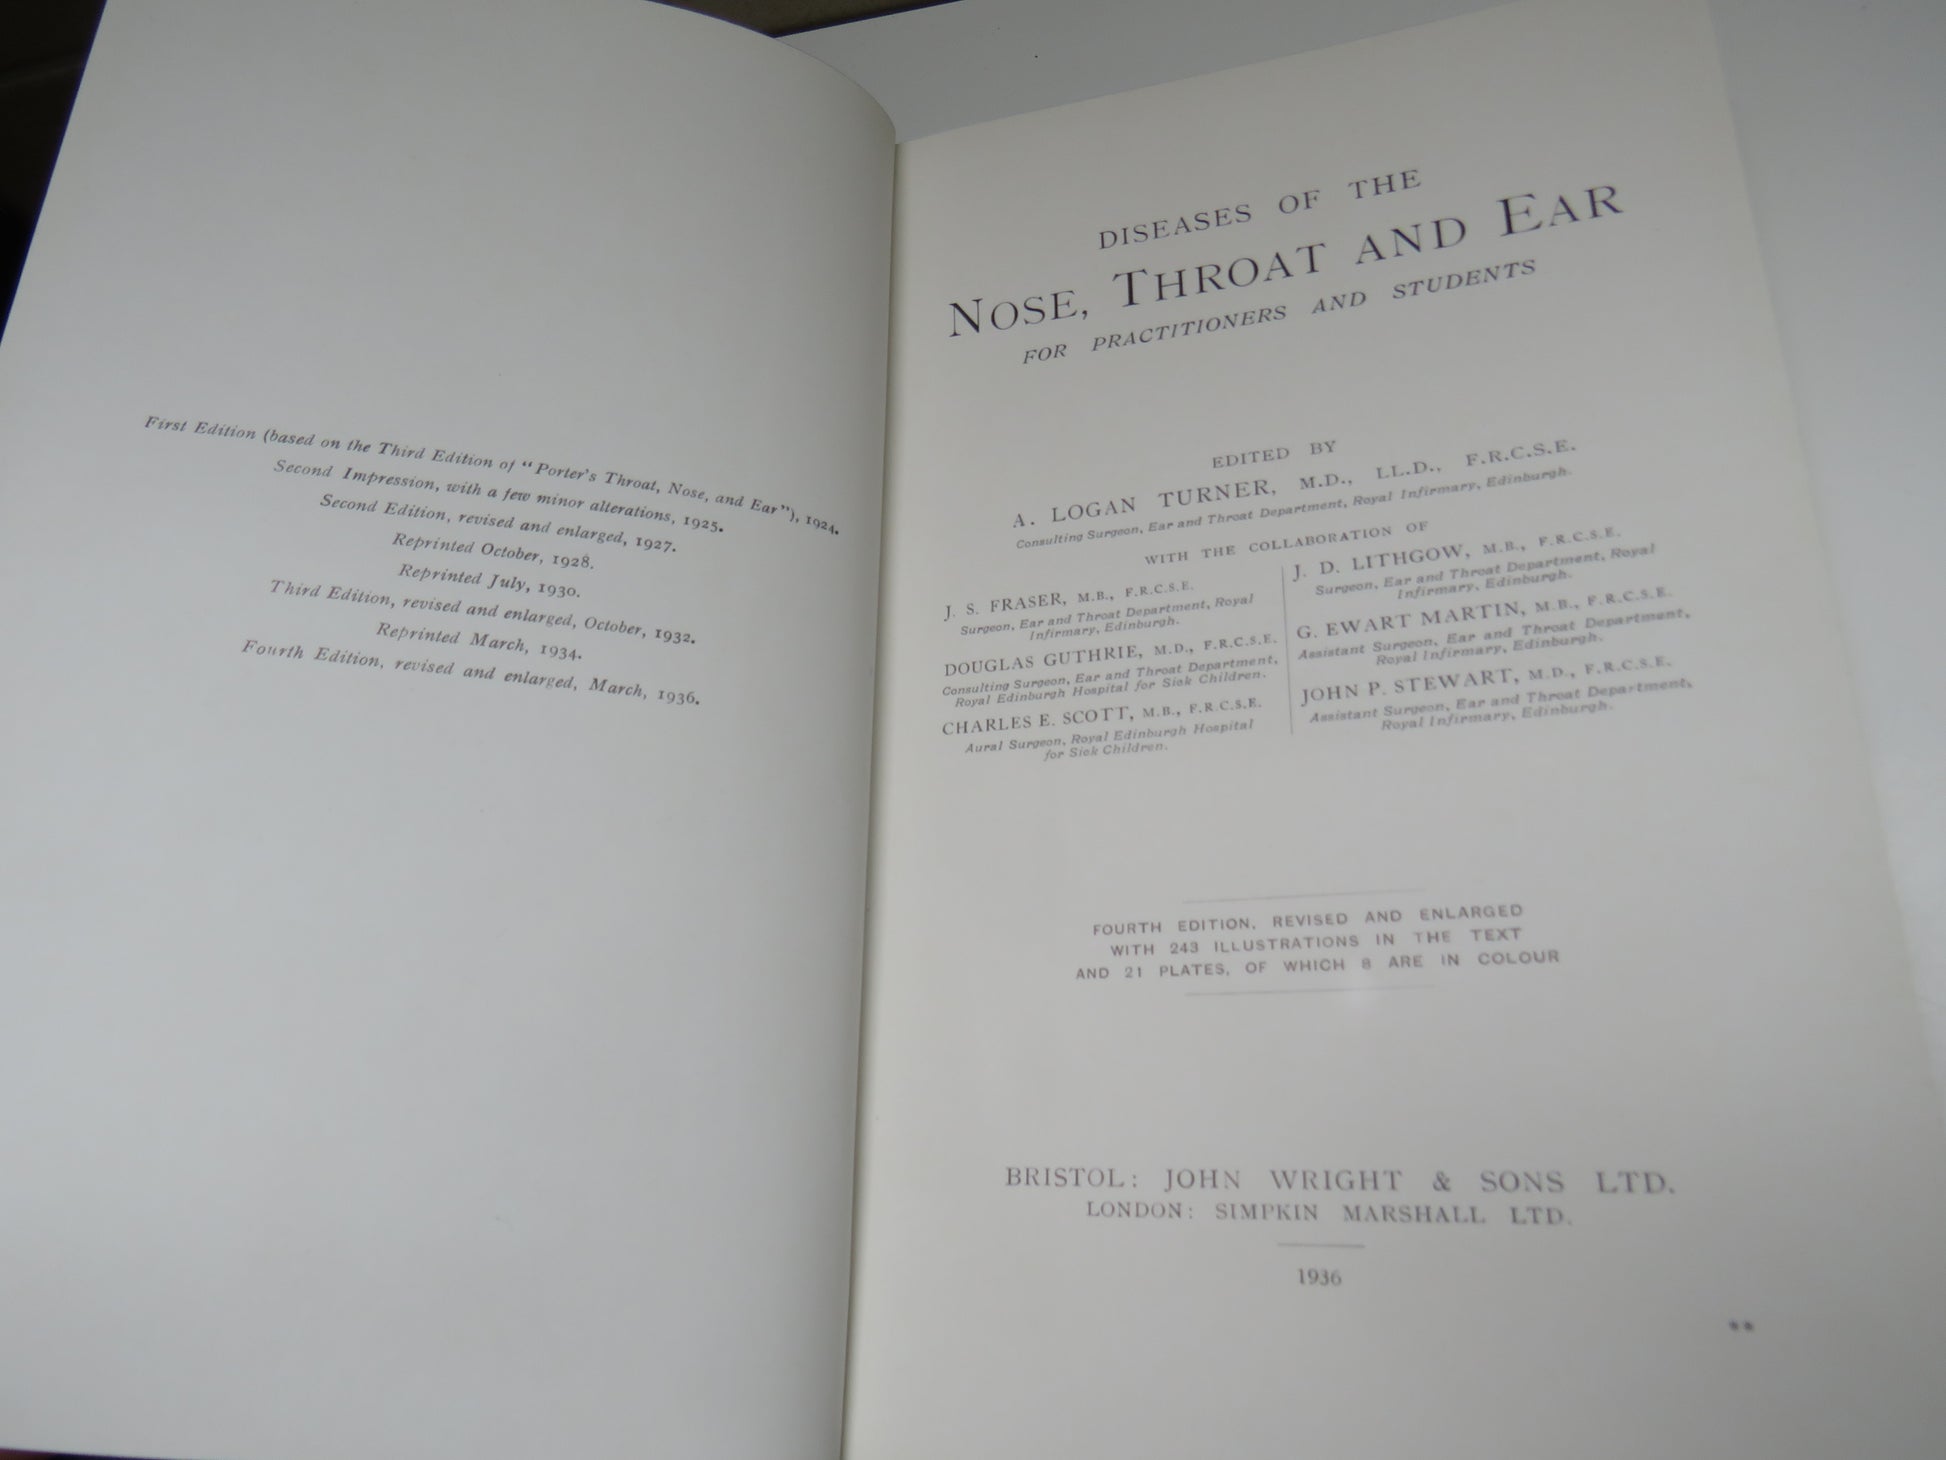 First Edition (based on the Third Edition of "Porter's Throat, Nose, and Ear"), 1924.
Second Impression, with a few minor alterations, 1925.
Second Edition, revised and enlarged, 1927.
Reprinted October, 1928.
Reprinted July, 1930.
Third Edition, revised and enlarged, October, 1932.
Reprinted March, 1934.
Fourth Edition, revised and enlarged, March, 1936.
DISEASES OF THE
NOSE, THROAT AND EAR
FOR PRACTITIONERS AND STUDENTS
EDITED BY
A. LOGAN TURNER, M.D., LL.D., F.R.C.S.E.
Consulting Surgeon, Ear and Throat Department, Royal Infirmary, Edinburgh.
WITH THE COLLABORATION OF
J. S. FRASER, M.B., F.R.C.S.E.
Surgeon, Ear and Throat Department, Royal
Infirmary, Edinburgh.
DOUGLAS GUTHRIE, M.D., F.R.C.S.E.
Consulting Surgeon, Ear and Throat Department,
Royal Edinburgh Hospital for Sick Children.
CHARLES E. SCOTT, M.B., F.R.C.S.E.
Aural Surgeon, Royal Edinburgh Hospital
for Sick Children.
J. D. LITHGOW, M.B., F.R.C.S.E.
Surgeon, Ear and Throat Department, Royal
Infirmary, Edinburgh.
G. EWART MARTIN, M.B., F.R.C.S.E.
Assistant Surgeon, Ear and Throat Department,
Royal Infirmary, Edinburgh.
JOHN P. STEWART, M.D., F.R.C.S.E.
Assistant Surgeon, Ear and Throat Department,
Royal Infirmary, Edinburgh.
FOURTH EDITION, REVISED AND ENLARGED
WITH 243 ILLUSTRATIONS IN THE TEXT
AND 21 PLATES, OF WHICH 8 ARE IN COLOUR
BRISTOL: JOHN WRIGHT & SONS LTD.
LONDON: SIMPKIN MARSHALL LTD.
1936
**